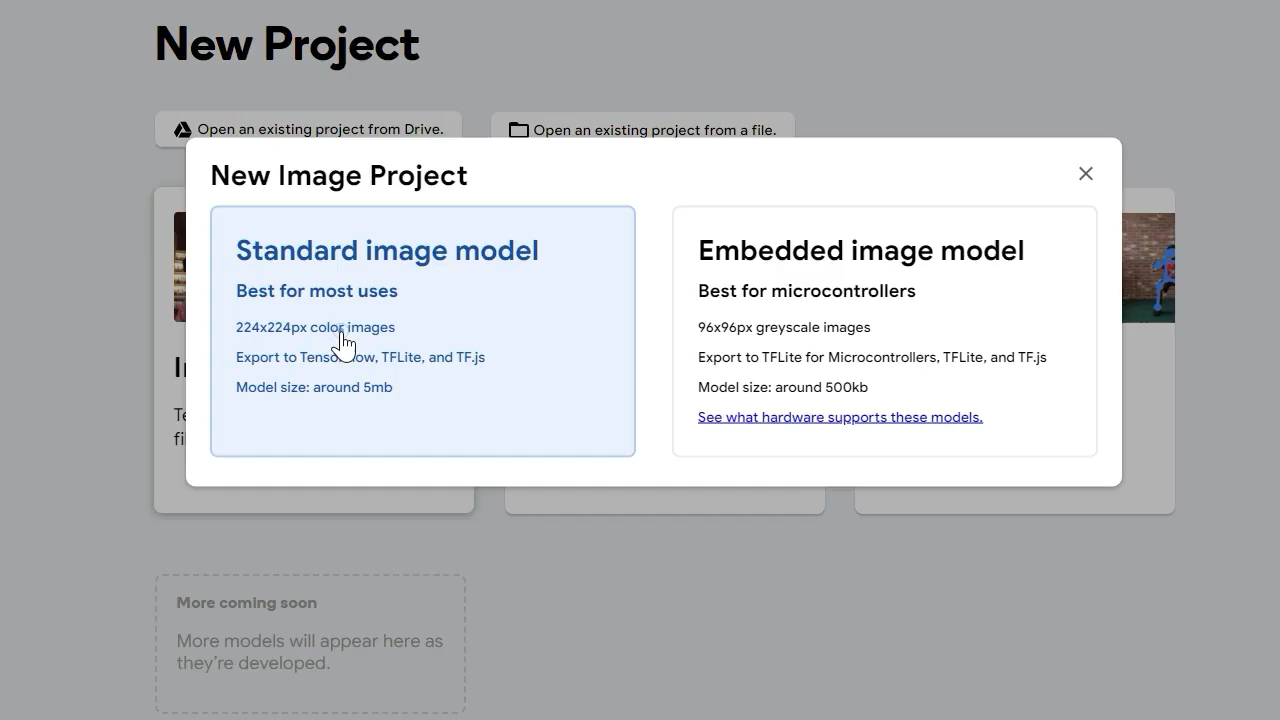 New Project
Open an existing project from Drive.
Open an existing project from a file.
New Image Project
Standard image model
Best for most uses
224x224px color images
Export to Tensorflow, TFLite, and TF.js
Model size: around 5mb
Embedded image model
Best for microcontrollers
96x96px greyscale images
Export to TFLite for Microcontrollers, TFLite, and TF.js
Model size: around 500kb
See what hardware supports these models.
More coming soon
More models will appear here as
they're developed.